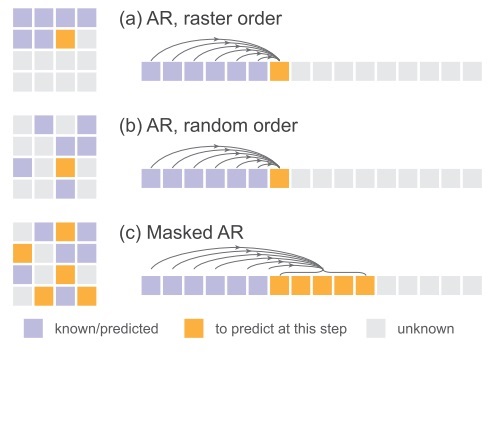 (a) AR, raster order
(b) AR, random order
(c) Masked AR
known/predicted
to predict at this step
unknown